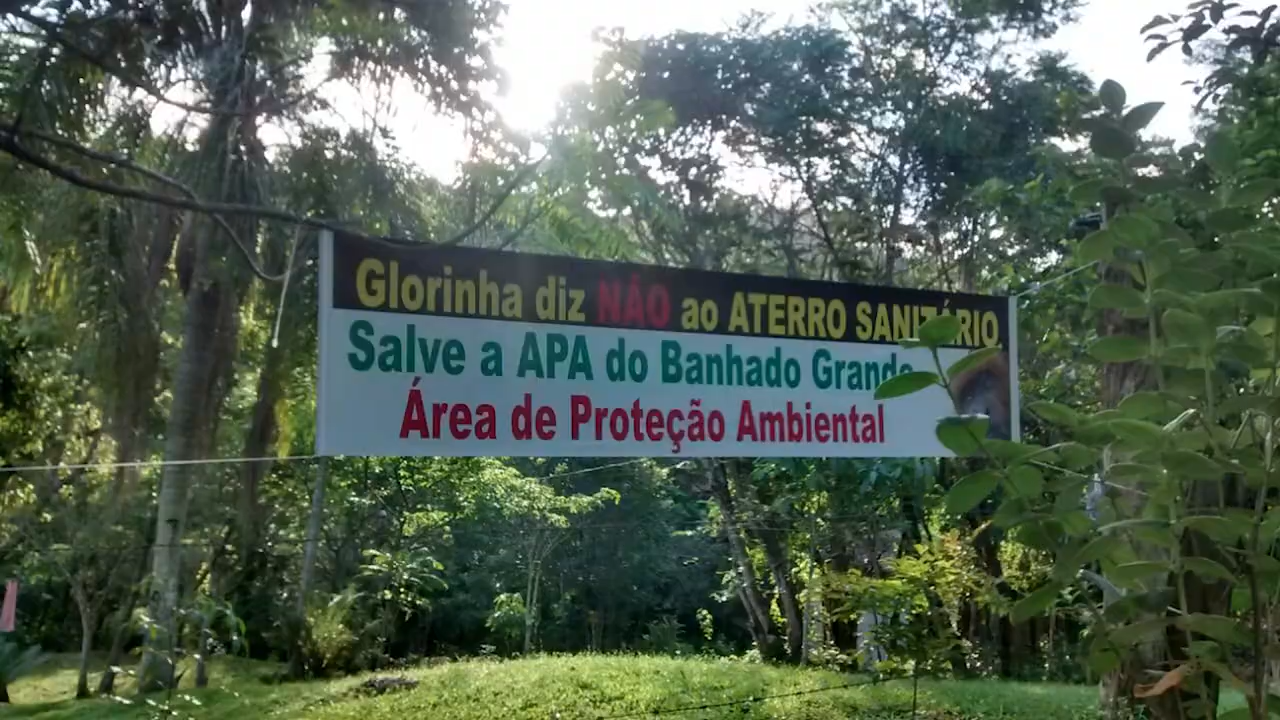 Glorinha diz NÃO ao ATERRO SANITÁRIO.
Salve a APA do Banhado Grande
Área de Proteção Ambiental